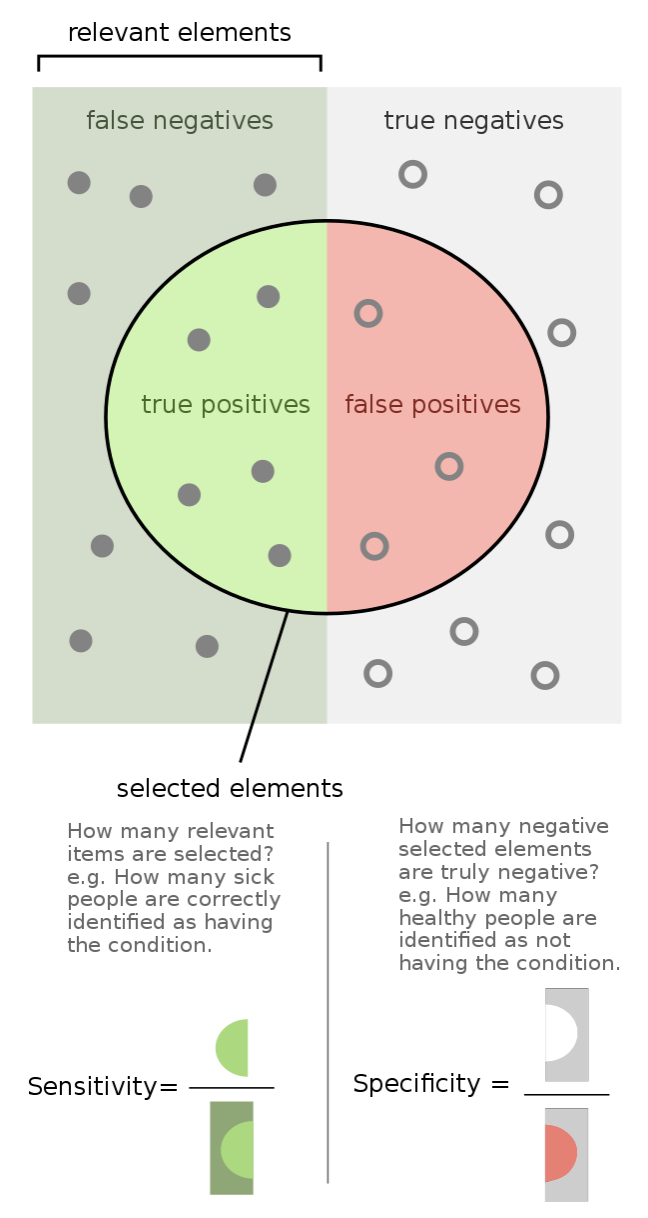 relevant elements
false negatives
true negatives
true positives
false positives
selected elements
How many relevant
items are selected?
e.g. How many sick
people are correctly
identified as having
the condition.
How many negative
selected elements
are truly negative?
e.g. How many
healthy people are
identified as not
having the condition.
Sensitivity=
Specificity =